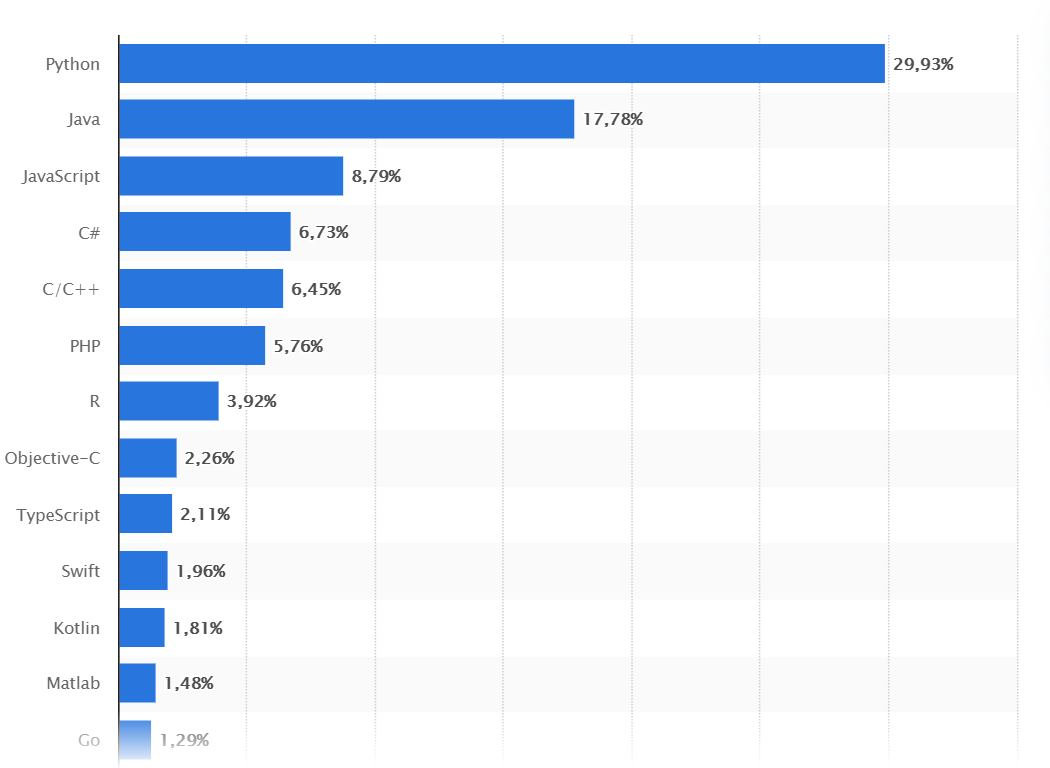 Python 29,93%
Java 17,78%
JavaScript 8,79%
C# 6,73%
C/C++ 6,45%
PHP 5,76%
R 3,92%
Objective-C 2,26%
TypeScript 2,11%
Swift 1,96%
Kotlin 1,81%
Matlab 1,48%
Go 1,29%